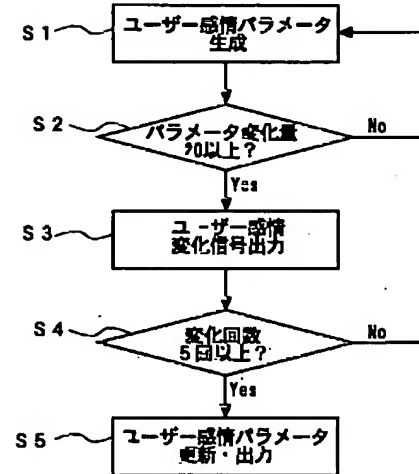 S1
ユーザー感情パラメータ
生成
S2
パラメータ変化量
20以上?
No
Yes
S3
ユーザー感情
変化信号出力
S4
変化回数
5回以上?
No
Yes
S5
ユーザー感情パラメータ
更新・出力